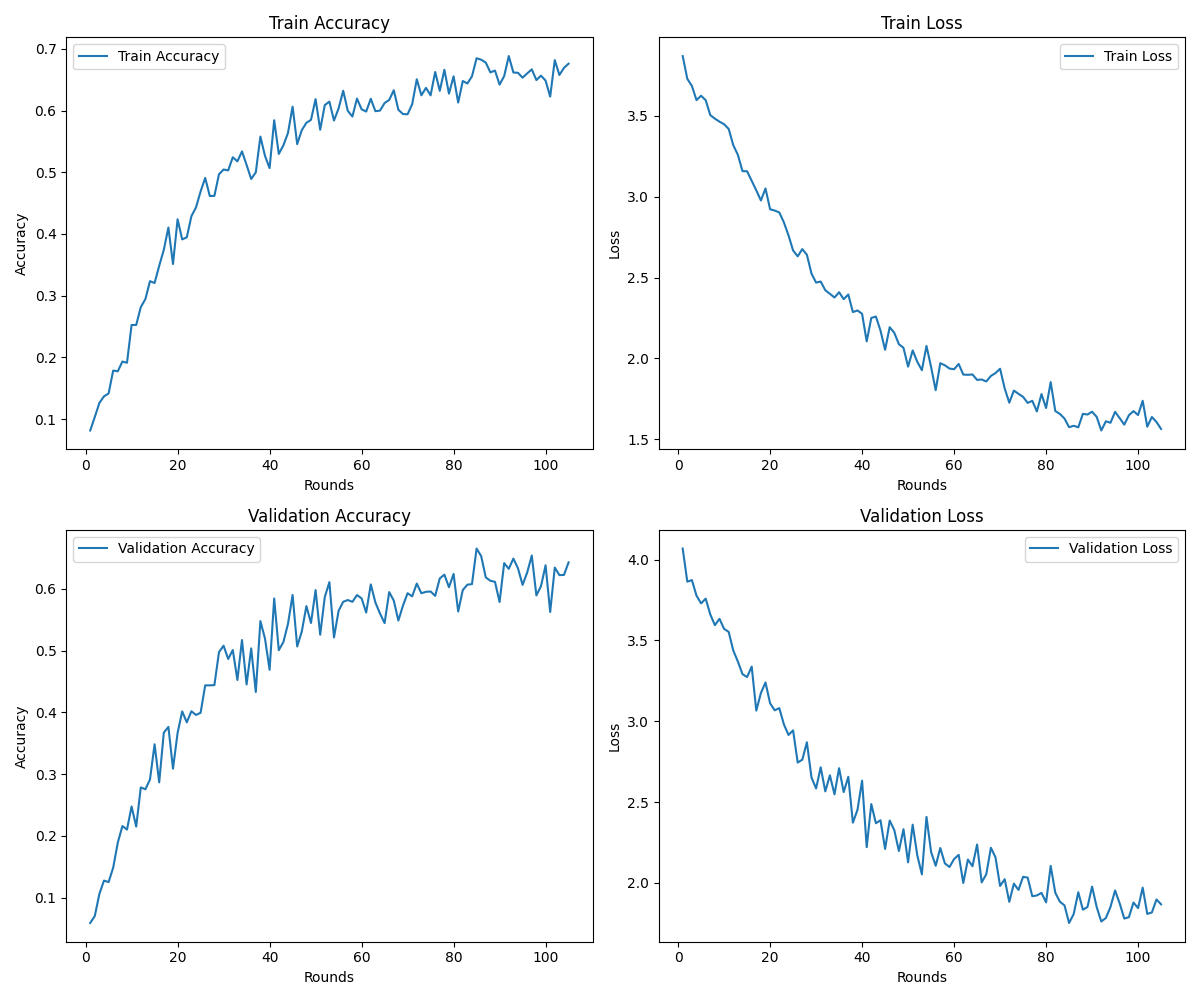 Train Accuracy
Train Accuracy
0.7
0.6
0.5
0.4
0.3
0.2
0.1
Accuracy
0 20 40 60 80 100
Rounds
Train Loss
Train Loss
3.5
3.0
2.5
2.0
1.5
Loss
0 20 40 60 80 100
Rounds
Validation Accuracy
Validation Accuracy
0.6
0.5
0.4
0.3
0.2
0.1
Accuracy
0 20 40 60 80 100
Rounds
Validation Loss
Validation Loss
4.0
3.5
3.0
2.5
2.0
Loss
0 20 40 60 80 100
Rounds